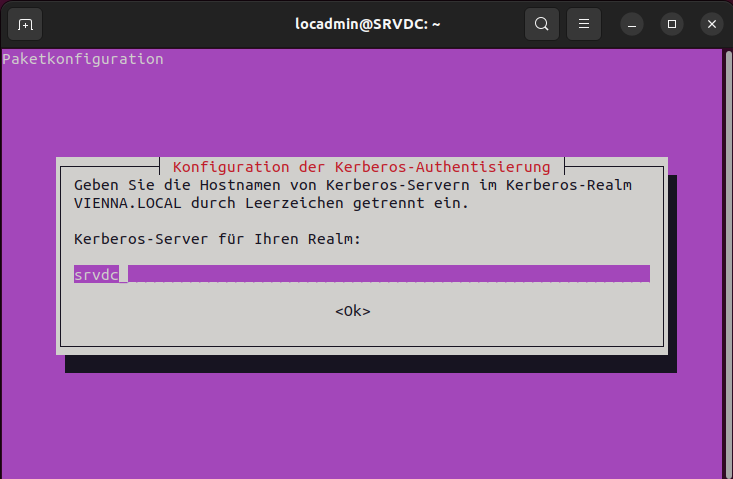 locadmin@SRVDC: ~
Paketkonfiguration
Konfiguration der Kerberos-Authentisierung
Geben Sie die Hostnamen von Kerberos-Servern im Kerberos-Realm
VIENNA.LOCAL durch Leerzeichen getrennt ein.
Kerberos-Server für Ihren Realm:
srvdc
<Ok>